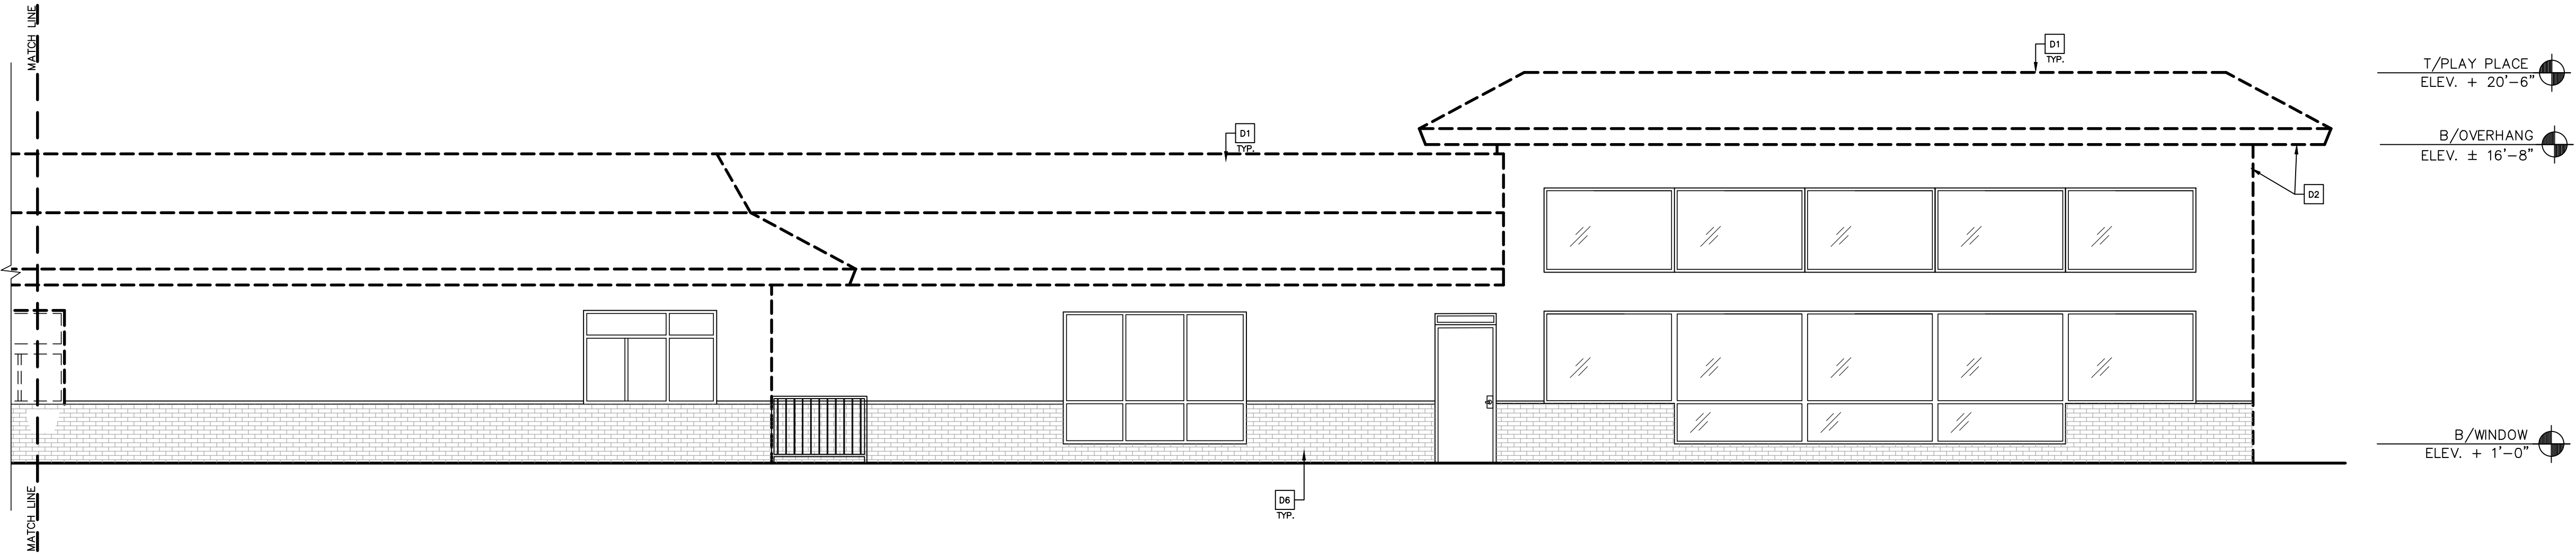 MATCH LINE
D1
TYP.
T/PLAY PLACE
ELEV. + 20'-6"
D1
TYP.
B/OVERHANG
ELEV. ± 16'-8"
D2
B/WINDOW
ELEV. + 1'-0"
D6
TYP.
MATCH LINE